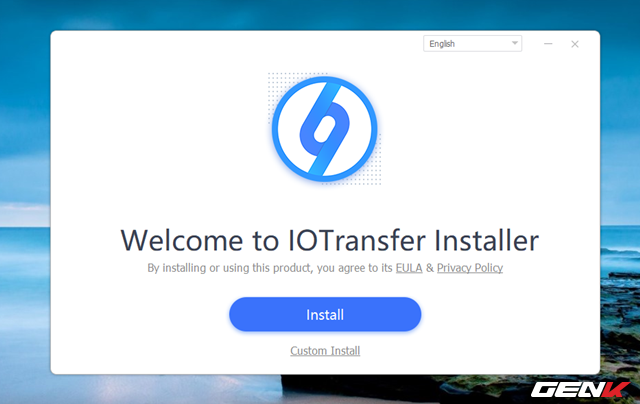 English
Welcome to IOTransfer Installer
By installing or using this product, you agree to its EULA & Privacy Policy
Install
Custom Install
GENK